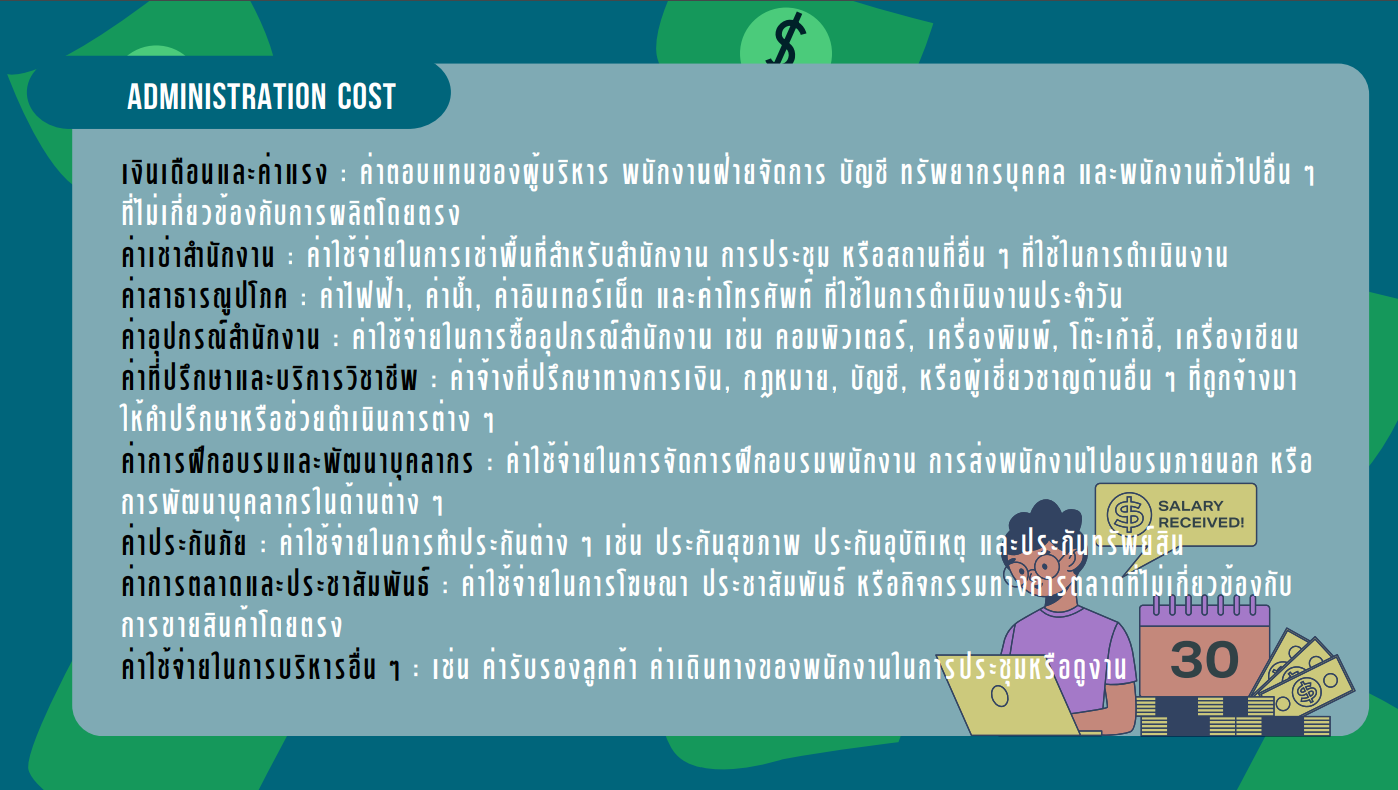 ADMINISTRATION COST
เงินเดือนและค่าแรง : ค่าตอบแทนของผู้บริหาร พนักงานฝ่ายจัดการ บัญชี ทรัพยากรบุคคล และพนักงานทั่วไปอื่น ๆ
ที่ไม่เกี่ยวข้องกับการผลิตโดยตรง
ค่าเช่าสำนักงาน : ค่าใช้จ่ายในการเช่าพื้นที่สำหรับสำนักงาน การประชุม หรือสถานที่อื่น ๆ ที่ใช้ในการดำเนินงาน
ค่าสาธารณูปโภค : ค่าไฟฟ้า, ค่าน้ำ, ค่าอินเทอร์เน็ต และค่าโทรศัพท์ ที่ใช้ในการดำเนินงานประจำวัน
ค่าอุปกรณ์สำนักงาน : ค่าใช้จ่ายในการซื้ออุปกรณ์สำนักงาน เช่น คอมพิวเตอร์, เครื่องพิมพ์, โต๊ะเก้าอี้, เครื่องเขียน
ค่าที่ปรึกษาและบริการวิชาชีพ : ค่าจ้างที่ปรึกษาทางการเงิน, กฎหมาย, บัญชี, หรือผู้เชี่ยวชาญด้านอื่น ๆ ที่ถูกจ้างมา
ให้คำปรึกษาหรือช่วยดำเนินการต่าง ๆ
ค่าการฝึกอบรมและพัฒนาบุคลากร : ค่าใช้จ่ายในการจัดการฝึกอบรมพนักงาน การส่งพนักงานไปอบรมภายนอก หรือ
การพัฒนาบุคลากรในด้านต่าง ๆ
SALARY
RECEIVED!
ค่าประกันภัย : ค่าใช้จ่ายในการทำประกันต่าง ๆ เช่น ประกันสุขภาพ ประกันอุบัติเหตุ และประกันทรัพย์สิน
ค่าการตลาดและประชาสัมพันธ์ : ค่าใช้จ่ายในการโฆษณา ประชาสัมพันธ์ หรือกิจกรรมทางการตลาดที่ไม่เกี่ยวข้องกับ
การขายสินค้าโดยตรง
ค่าใช้จ่ายในการบริหารอื่น ๆ : เช่น ค่ารับรองลูกค้า ค่าเดินทางของพนักงานในการประชุมหรือดูงาน
30